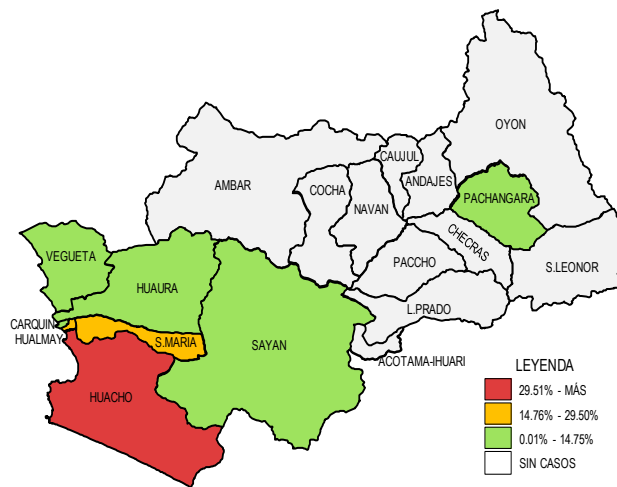 OYON
CAUJUL
ANDAJES
AMBAR
COCHA
NAVAN
PACHANGARA
CHECRAS
VEGUETA
PACCHO
S.LEONOR
HUAURA
L.PRADO
CARQUIN
HUALMAY
S.MARIA
SAYAN
ACOTAMA-IHUARI
HUACHO
LEYENDA
29.51% - MÁS
14.76% - 29.50%
0.01% - 14.75%
SIN CASOS